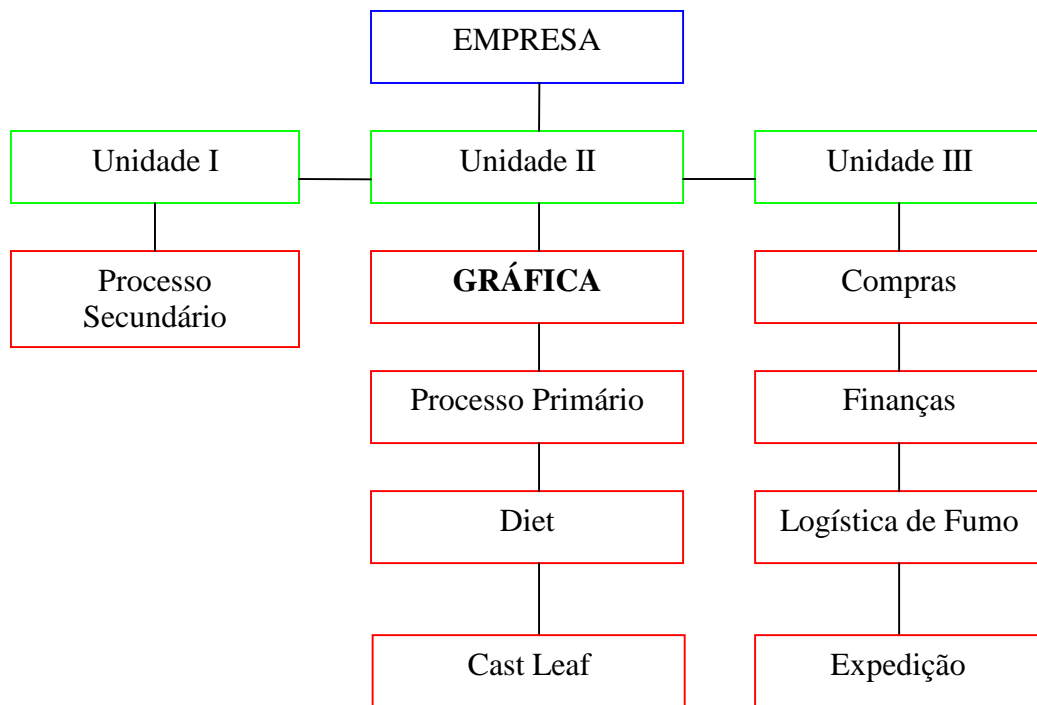 EMPRESA
Unidade I
Unidade II
Unidade III
Processo
Secundário
GRÁFICA
Compras
Processo Primário
Finanças
Diet
Logística de Fumo
Cast Leaf
Expedição